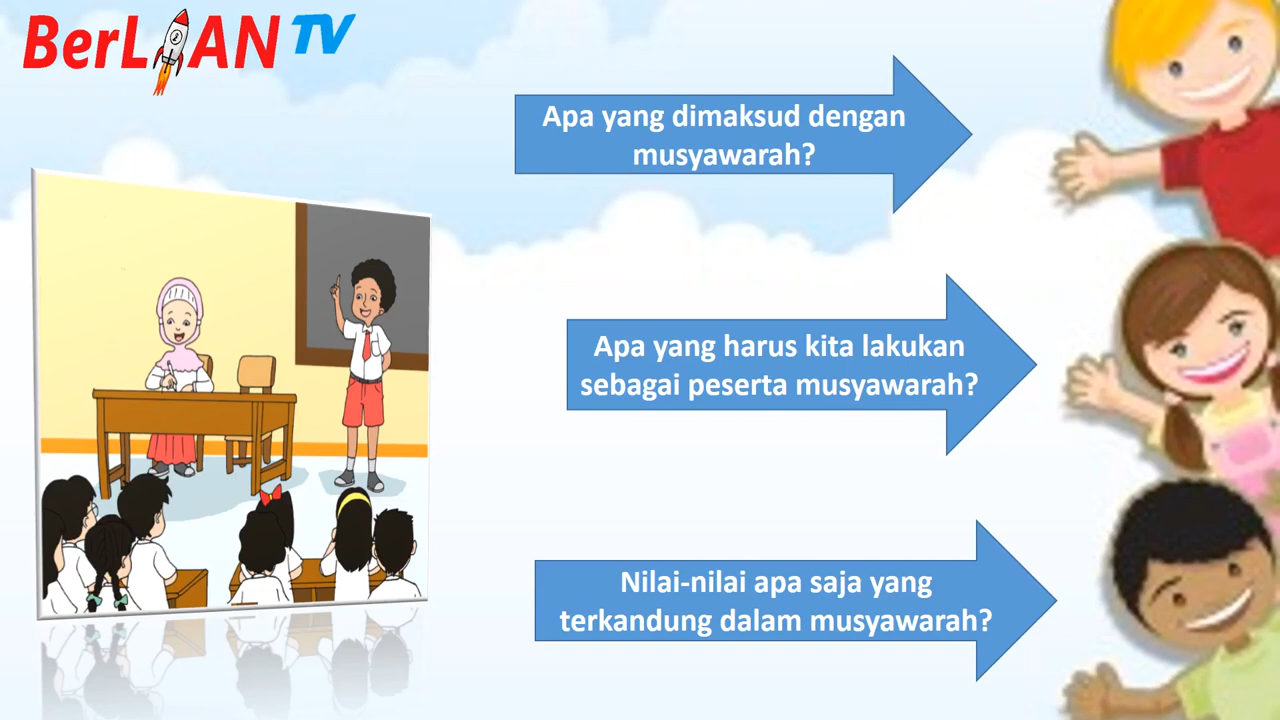 BerLIAN TV
Apa yang dimaksud dengan
musyawarah?
Apa yang harus kita lakukan
sebagai peserta musyawarah?
Nilai-nilai apa saja yang
terkandung dalam musyawarah?